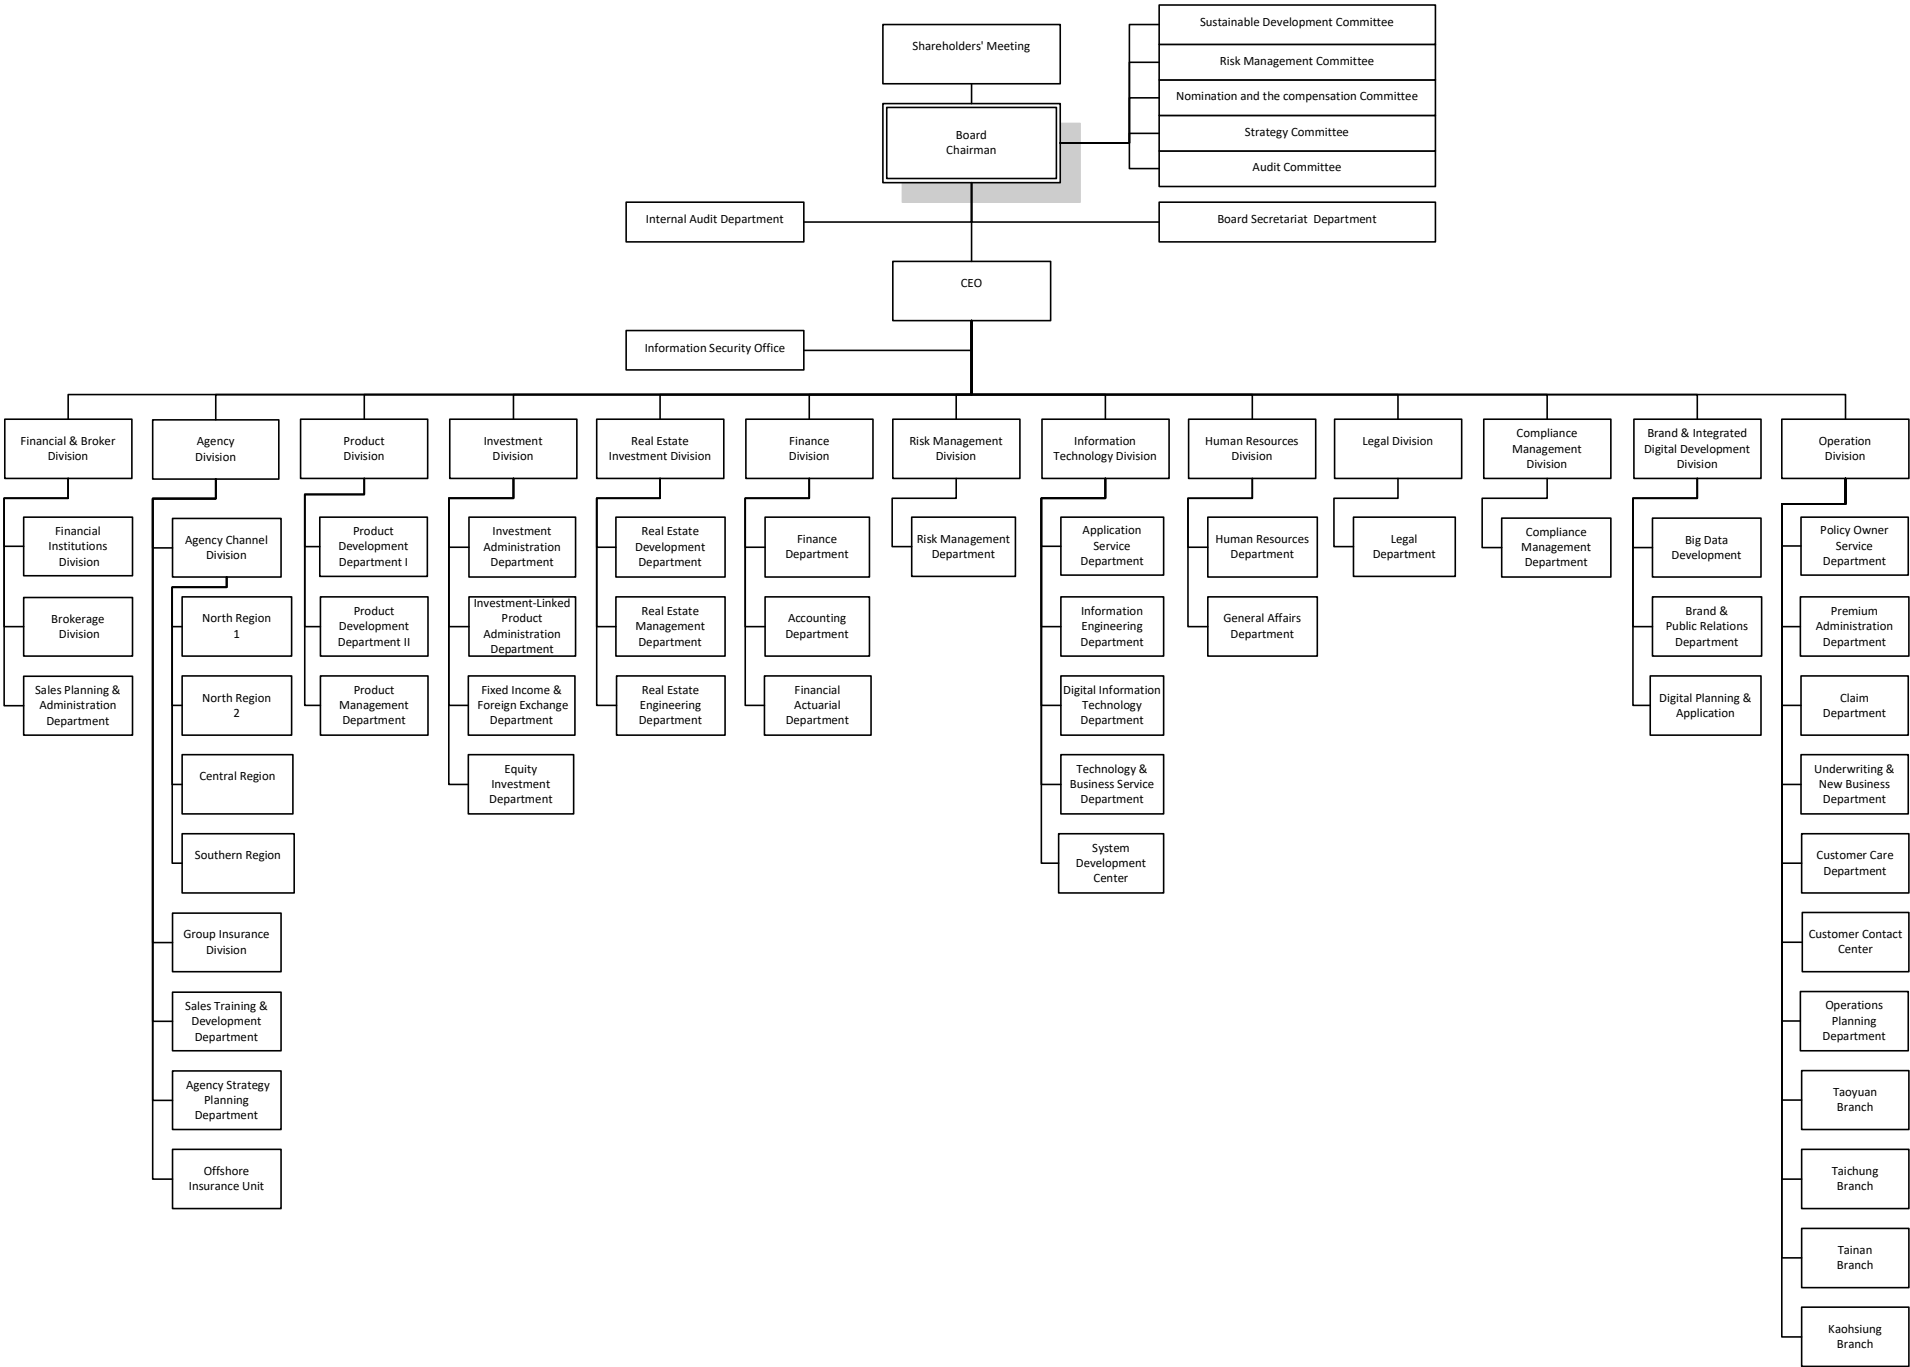 Shareholders' Meeting
Board
Chairman
Sustainable Development Committee
Risk Management Committee
Nomination and the compensation Committee
Strategy Committee
Audit Committee
Internal Audit Department
Board Secretariat Department
CEO
Information Security Office
Financial & Broker
Division
Financial
Institutions
Division
Brokerage
Division
Sales Planning &
Administration
Department
Agency
Division
Agency Channel
Division
North Region
1
North Region
2
Central Region
Southern Region
Group Insurance
Division
Sales Training &
Development
Department
Agency Strategy
Planning
Department
Offshore
Insurance Unit
Product
Division
Product
Development
Department I
Product
Development
Department II
Product
Management
Department
Investment
Division
Investment
Administration
Department
Investment-Linked
Product
Administration
Department
Fixed Income &
Foreign Exchange
Department
Equity
Investment
Department
Real Estate
Investment Division
Real Estate
Development
Department
Real Estate
Management
Department
Real Estate
Engineering
Department
Finance
Division
Finance
Department
Accounting
Department
Financial
Actuarial
Department
Risk Management
Division
Risk Management
Department
Information
Technology Division
Application
Service
Department
Information
Engineering
Department
Digital Information
Technology
Department
Technology &
Business Service
Department
System
Development
Center
Human Resources
Division
Human Resources
Department
General Affairs
Department
Legal Division
Legal
Department
Compliance
Management
Division
Compliance
Management
Department
Brand & Integrated
Digital Development
Division
Big Data
Development
Brand &
Public Relations
Department
Digital Planning &
Application
Operation
Division
Policy Owner
Service
Department
Premium
Administration
Department
Claim
Department
Underwriting &
New Business
Department
Customer Care
Department
Customer Contact
Center
Operations
Planning
Department
Taoyuan
Branch
Taichung
Branch
Tainan
Branch
Kaohsiung
Branch